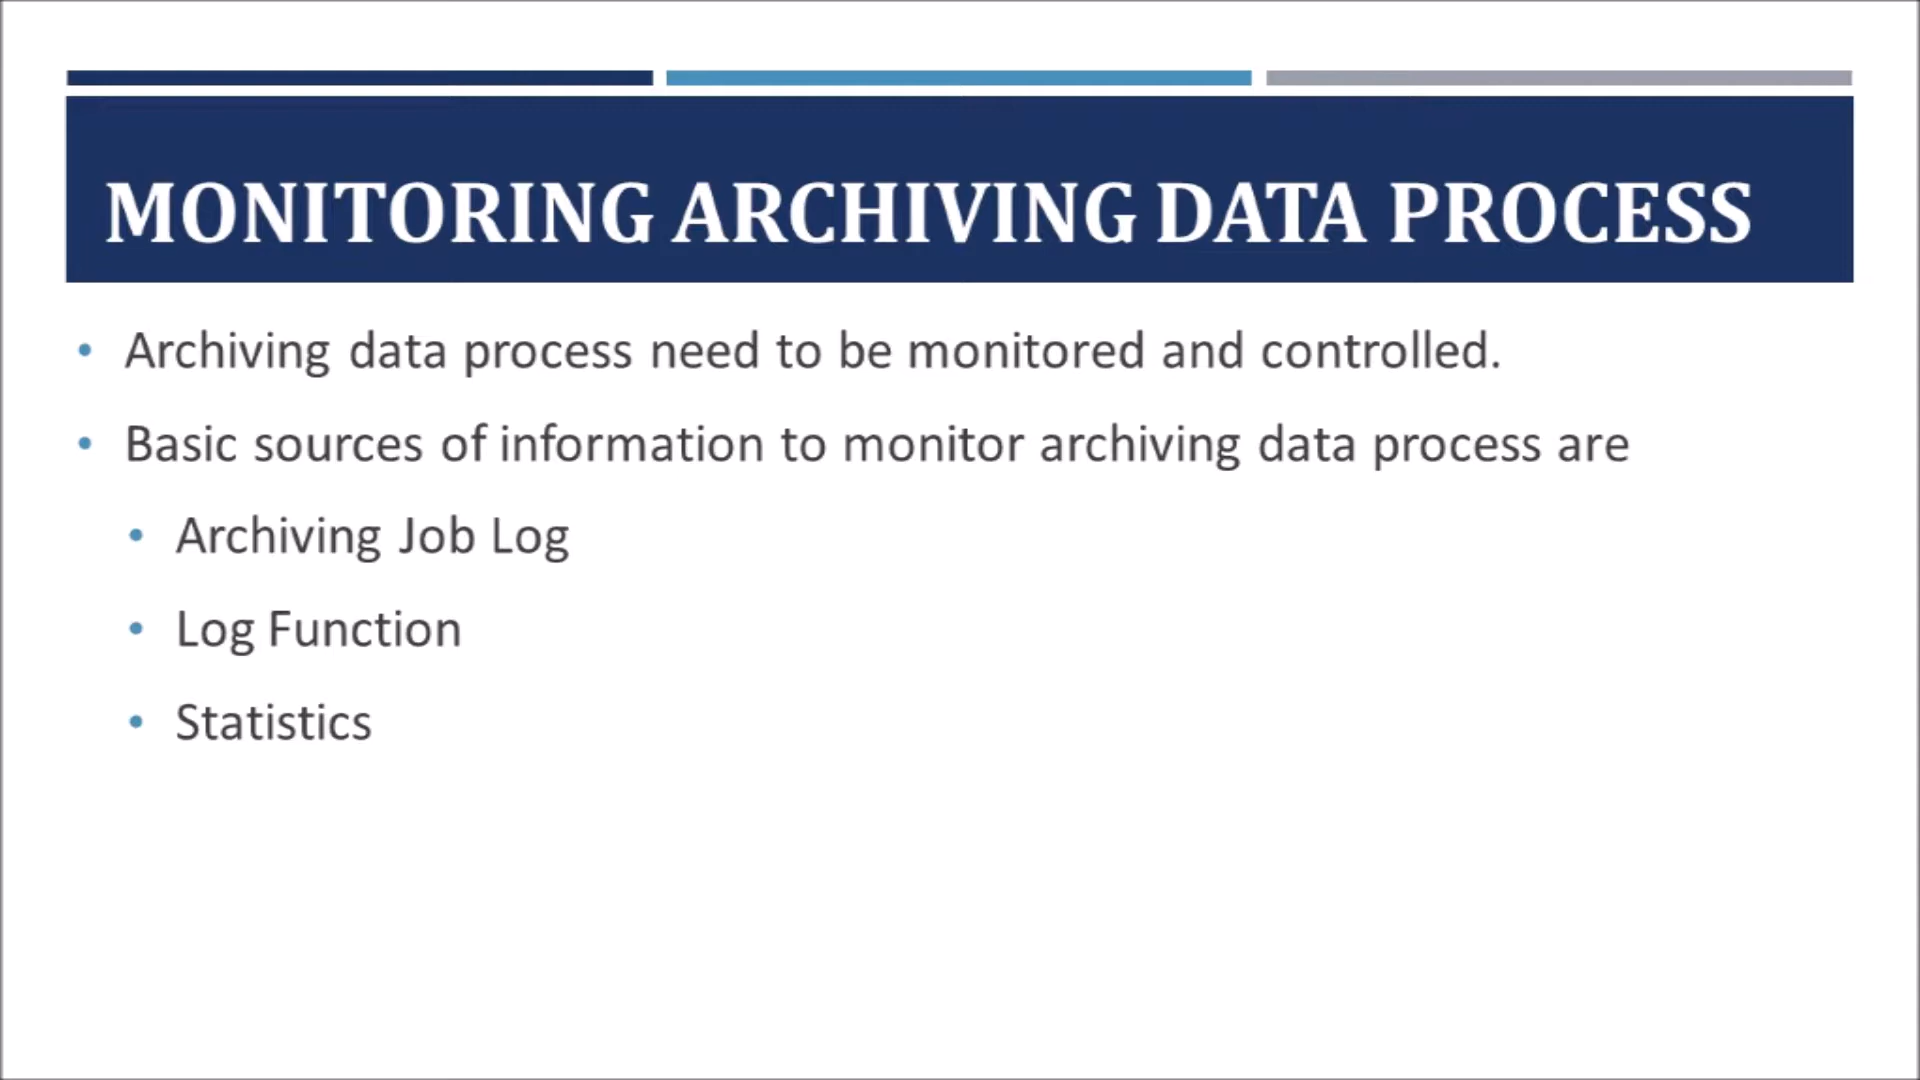 MONITORING ARCHIVING DATA PROCESS
• Archiving data process need to be monitored and controlled.
• Basic sources of information to monitor archiving data process are
• Archiving Job Log
• Log Function
• Statistics